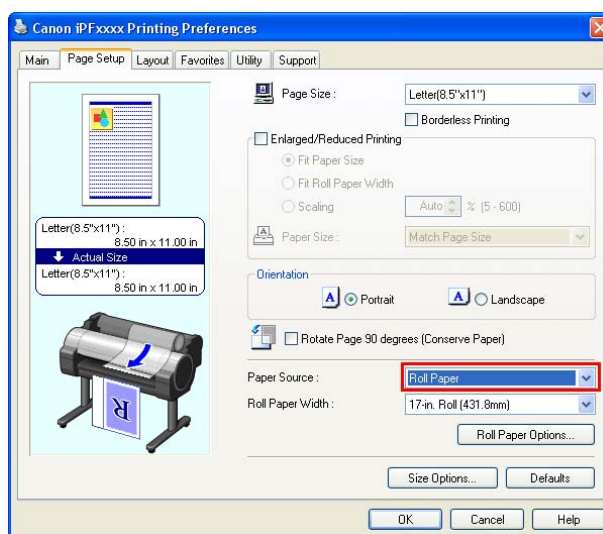 Canon iPFxxxx Printing Preferences
Main Page Setup Layout Favorites Utility Support
Page Size : Letter(8.5"x11")
Borderless Printing
Enlarged/Reduced Printing
Fit Paper Size
Fit Roll Paper Width
Scaling Auto % (5 - 600)
Paper Size : Match Page Size
Letter(8.5"x11") :
8.50 in x 11.00 in
Actual Size
Letter(8.5"x11") :
8.50 in x 11.00 in
Orientation
A Portrait A Landscape
Rotate Page 90 degrees (Conserve Paper)
Paper Source : Roll Paper
Roll Paper Width : 17-in. Roll (431.8mm)
Roll Paper Options...
R
Size Options... Defaults
OK Cancel Help